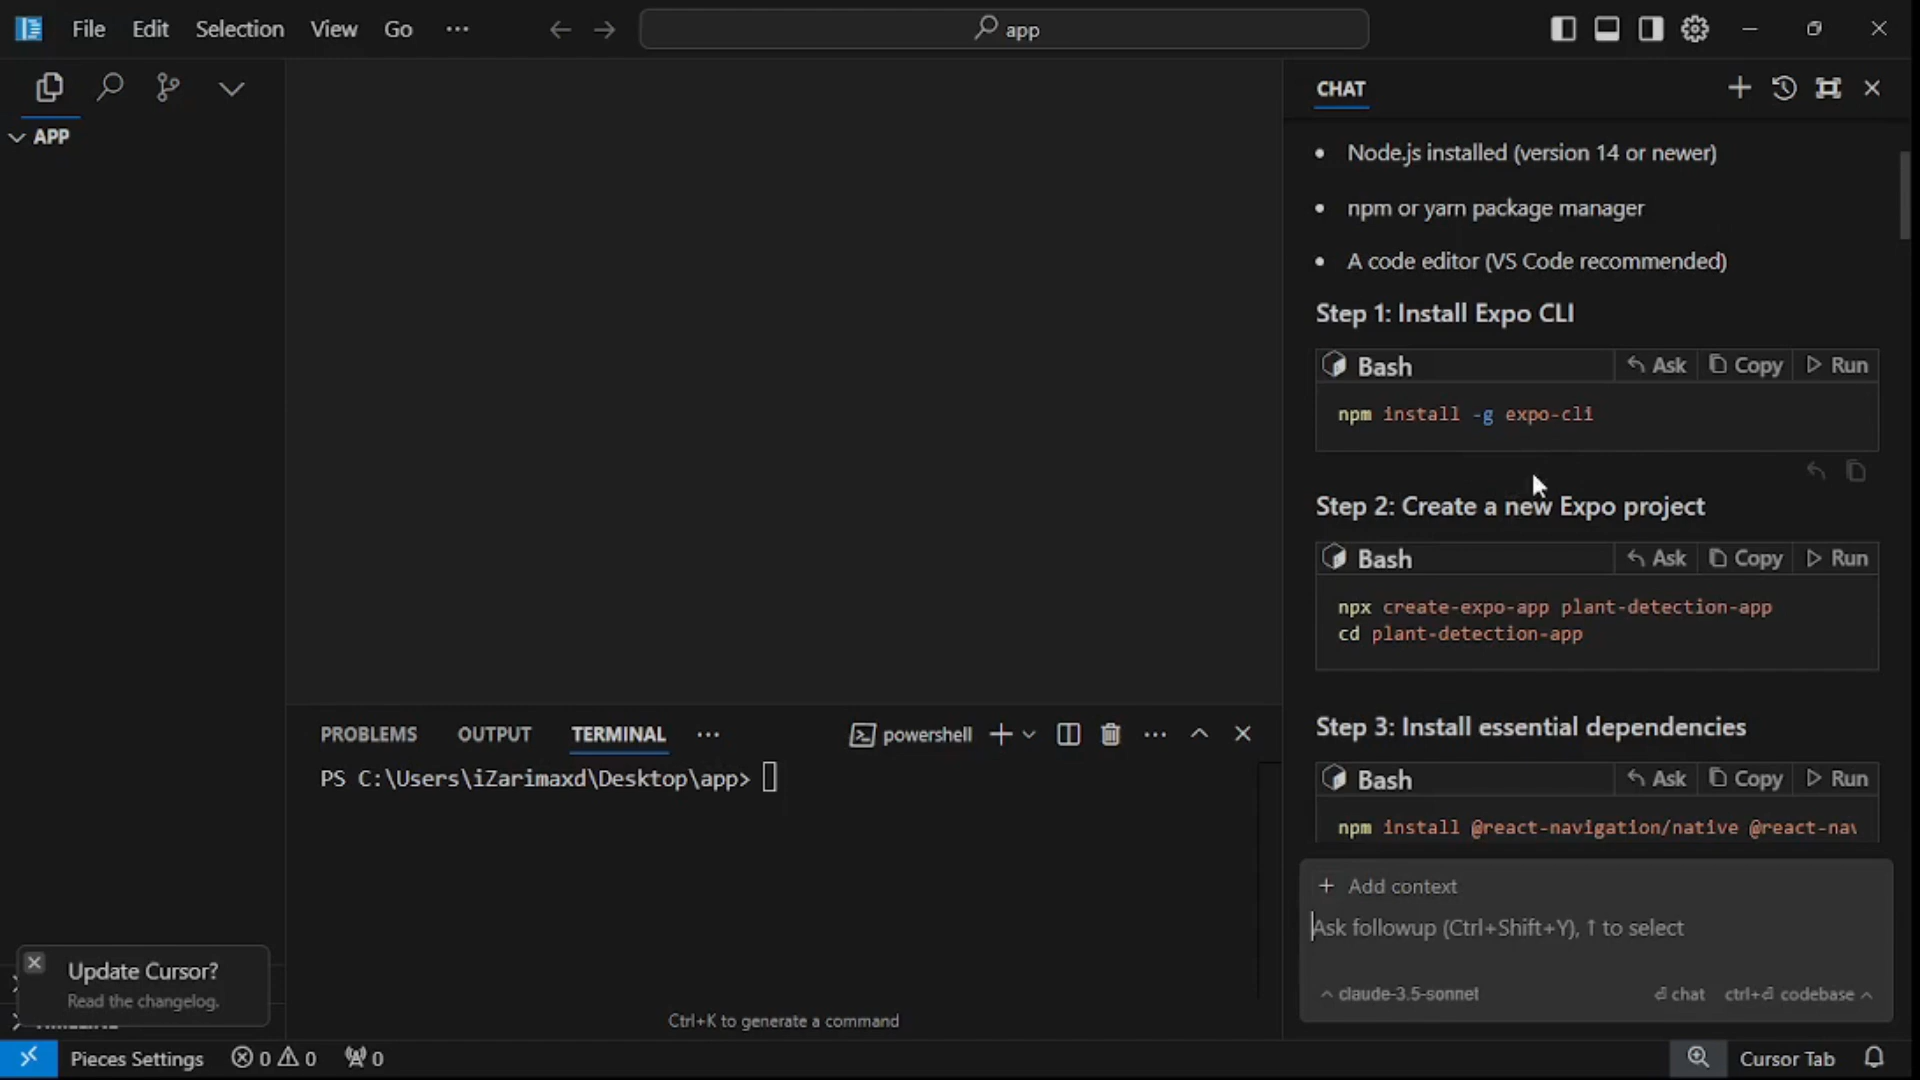 File Edit Selection View Go ···
app
APP
CHAT
Node.js installed (version 14 or newer)
npm or yarn package manager
A code editor (VS Code recommended)
Step 1: Install Expo CLI
Bash Ask Copy Run
npm install -g expo-cli
Step 2: Create a new Expo project
Bash Ask Copy Run
npx create-expo-app plant-detection-app
cd plant-detection-app
Step 3: Install essential dependencies
Bash Ask Copy Run
npm install @react-navigation/native @react-nav
+ Add context
Ask followup (Ctrl+Shift+Y), ↑ to select
claude-3.5-sonnet chat ctrl+⏎ codebase
PROBLEMS OUTPUT TERMINAL ··· powershell
PS C:\Users\iZarimaxd\Desktop\app>
Ctrl+K to generate a command
Update Cursor?
Read the changelog.
Pieces Settings 0 0 0 Cursor Tab